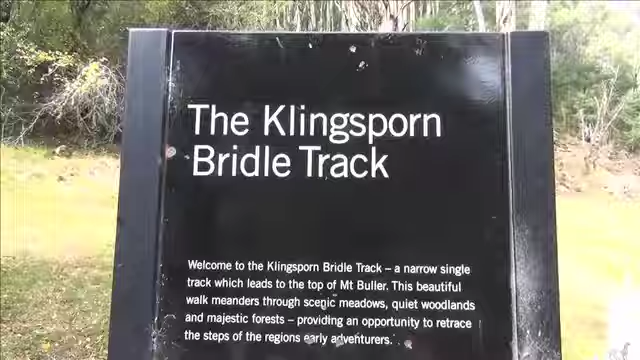 The Klingsporn
Bridle Track
Welcome to the Klingsporn Bridle Track – a narrow single
track which leads to the top of Mt Buller. This beautiful
walk meanders through scenic meadows, quiet woodlands
and majestic forests – providing an opportunity to retrace
the steps of the regions early adventurers.